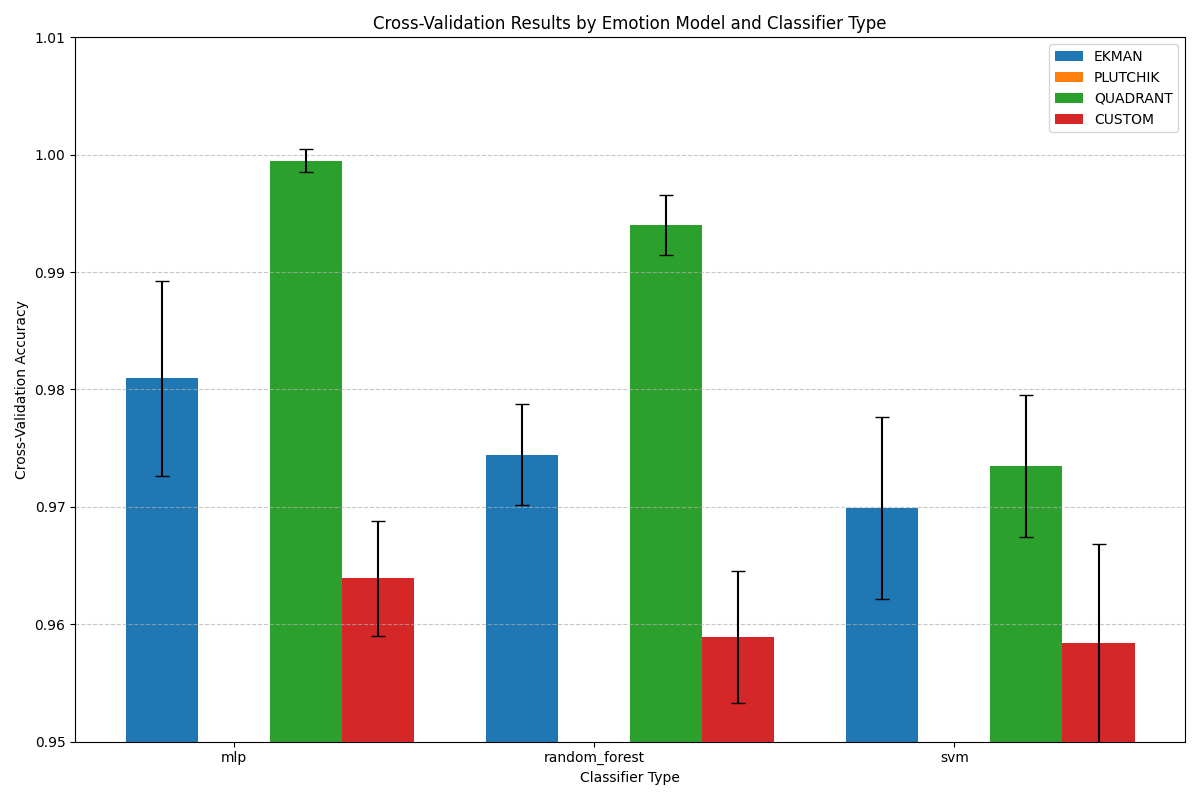 Cross-Validation Results by Emotion Model and Classifier Type
1.01
1.00
0.99
0.98
0.97
0.96
0.95
Cross-Validation Accuracy
EKMAN
PLUTCHIK
QUADRANT
CUSTOM
mlp
random_forest
svm
Classifier Type